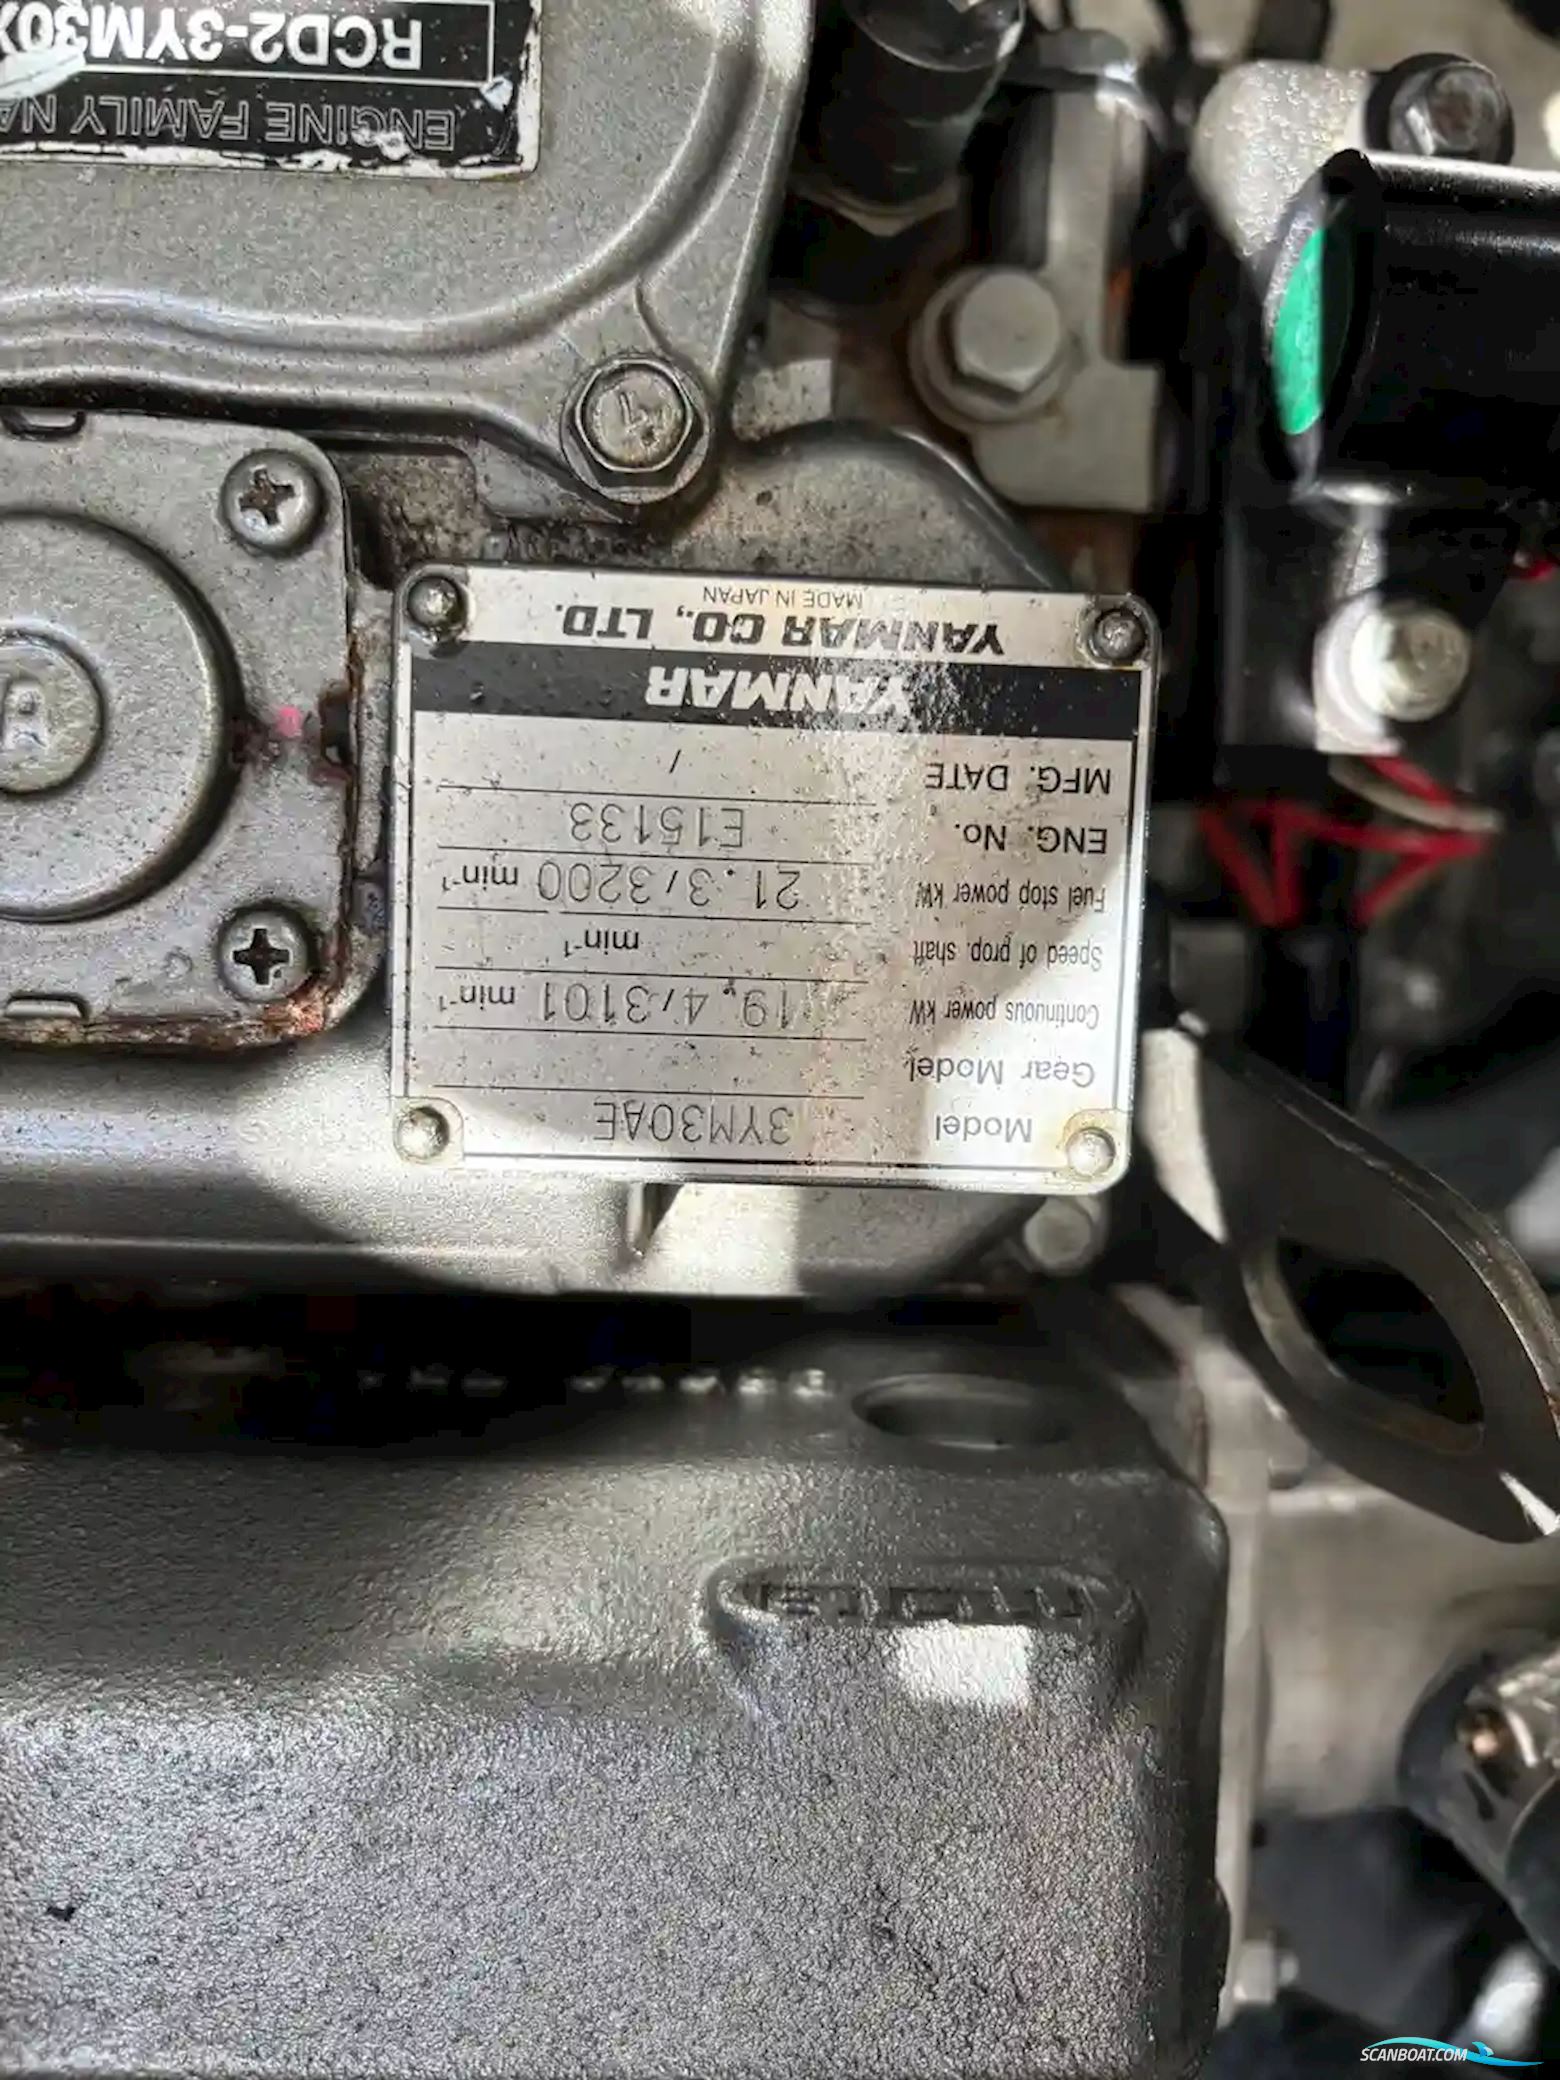 Model 3YM30AE
Gear Model
Continuous power kW 19.4/3101 min-1
Speed of prop. shaft min-1
Fuel stop power kW 21.3/3200 min-1
ENG. No. E15133
MFG. DATE /
YANMAR
YANMAR CO., LTD.
MADE IN JAPAN
ENGINE FAMILY
RCD2-3YM30
4
SCANBOAT.COM